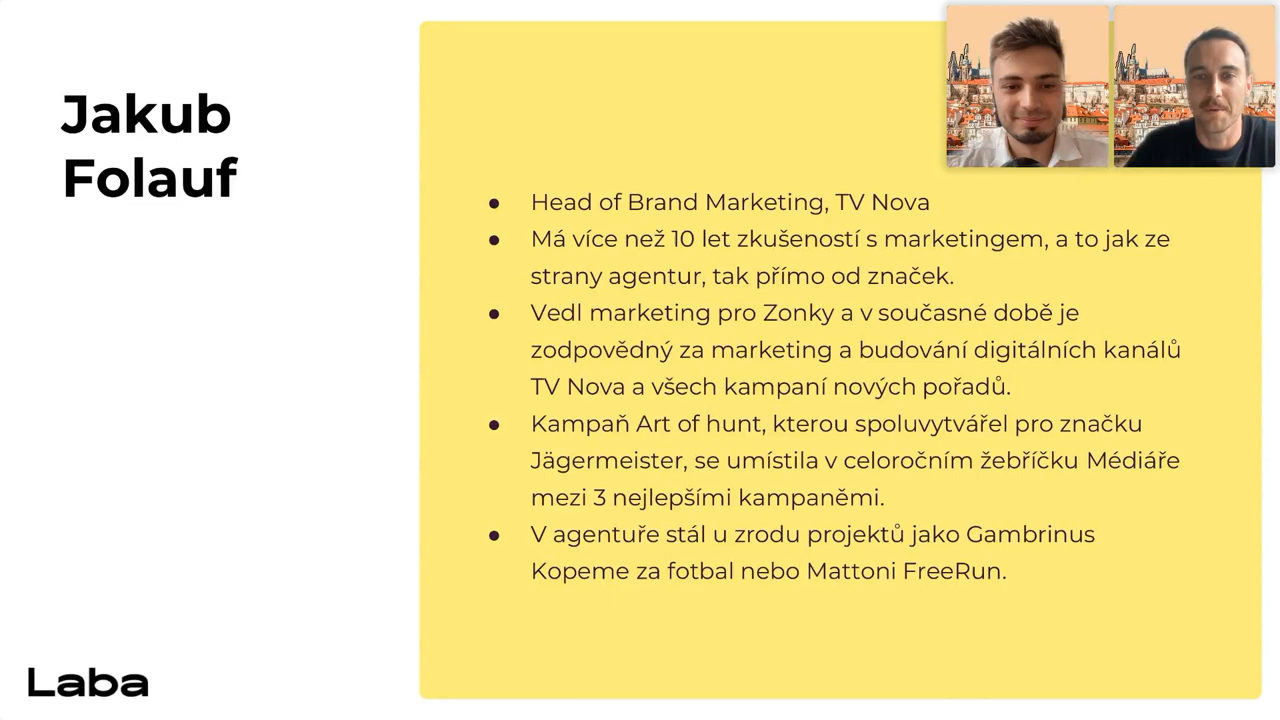 Jakub
Folauf
● Head of Brand Marketing, TV Nova
● Má více než 10 let zkušeností s marketingem, a to jak ze
strany agentur, tak přímo od značek.
● Vedl marketing pro Zonky a v současné době je
zodpovědný za marketing a budování digitálních kanálů
TV Nova a všech kampaní nových pořadů.
● Kampaň Art of hunt, kterou spoluvytvářel pro značku
Jägermeister, se umístila v celoročním žebříčku Médiáře
mezi 3 nejlepšími kampaněmi.
● V agentuře stál u zrodu projektů jako Gambrinus
Kopeme za fotbal nebo Mattoni FreeRun.
Laba